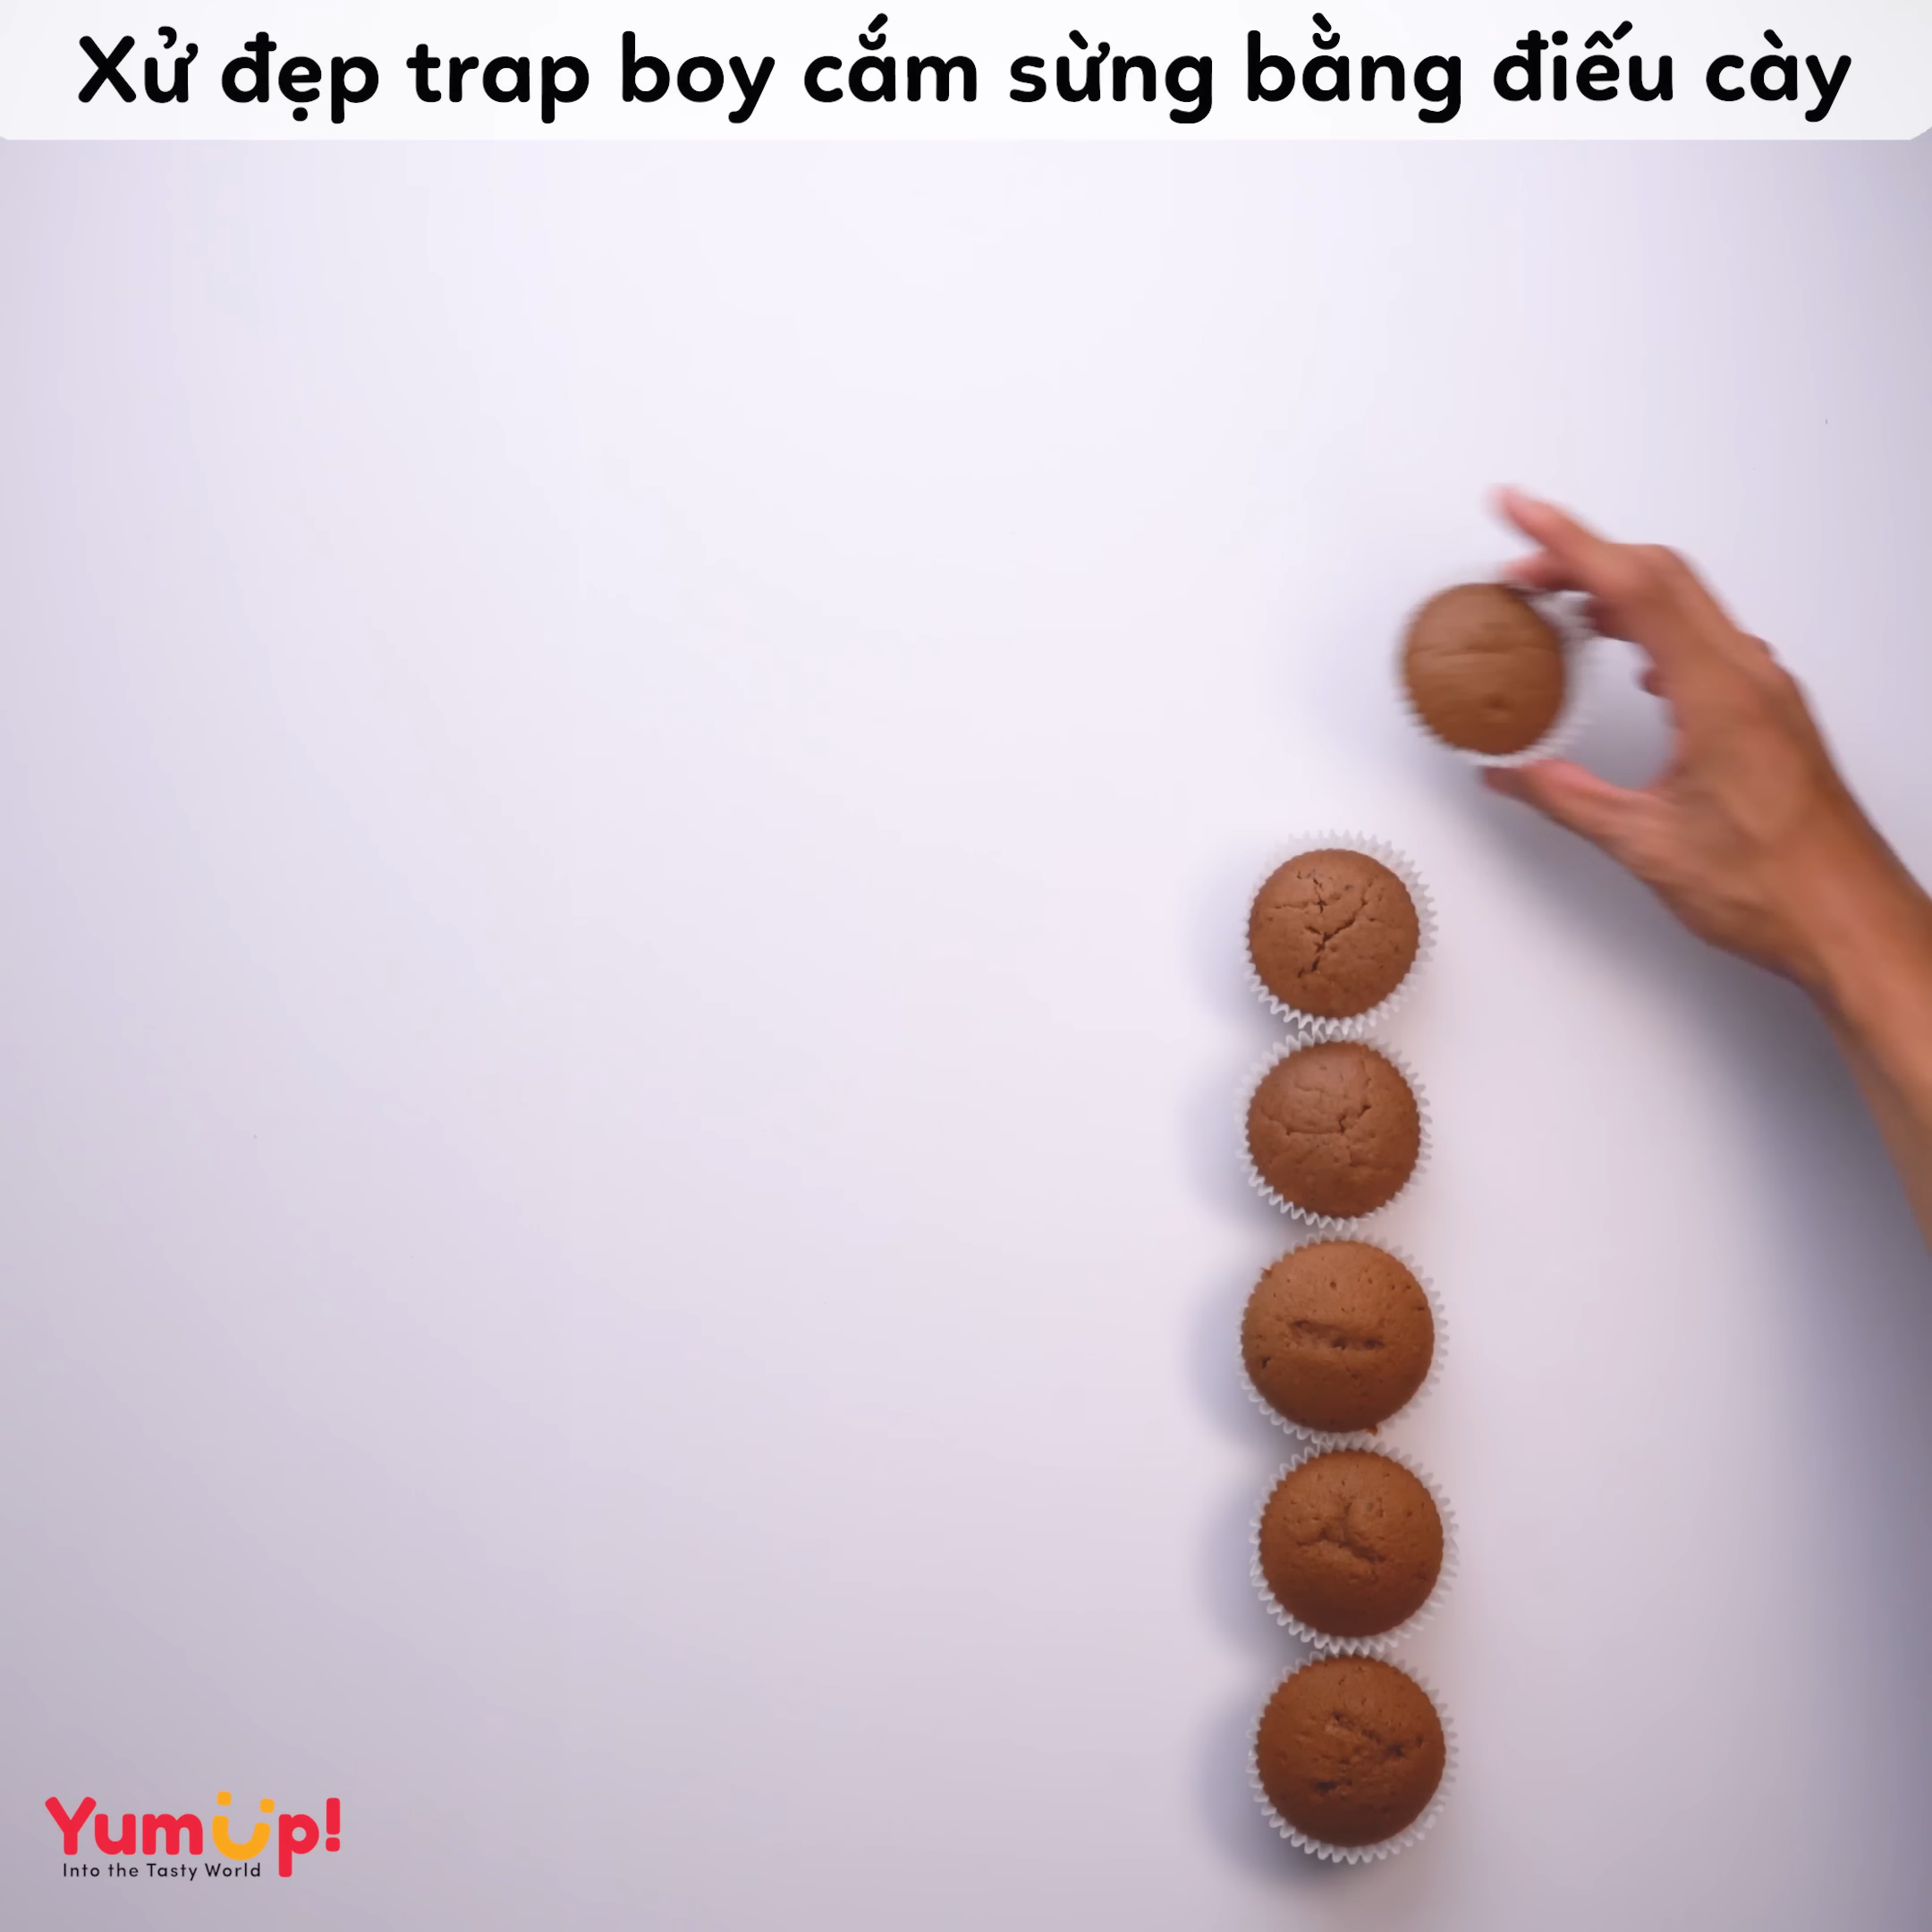 Xử đẹp trap boy cắm sừng bằng điếu cày
YumUp!
Into the Tasty World